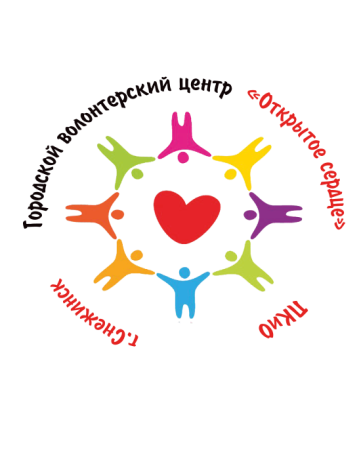 Городской волонтерский центр
«Открытое сердце»
ПКиО
г.Снежинск